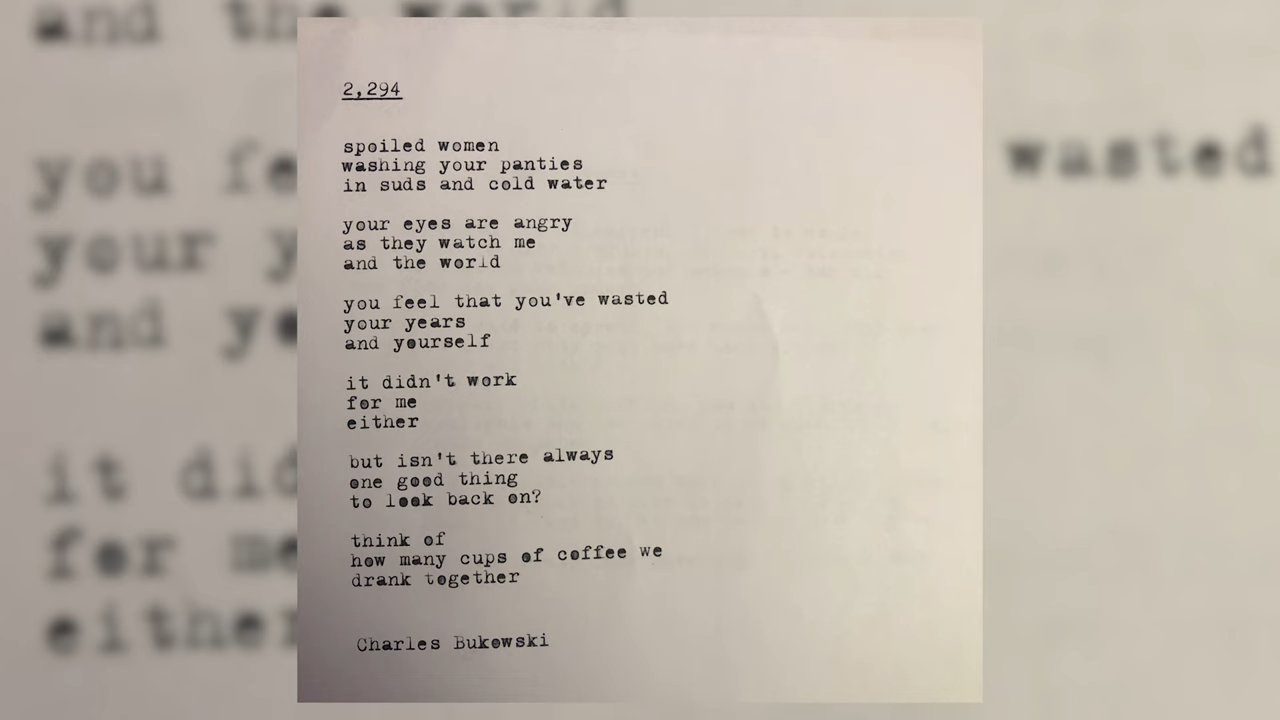 2,294
spoiled women
washing your panties
in suds and cold water
your eyes are angry
as they watch me
and the world
you feel that you've wasted
your years
and yourself
it didn't work
for me
either
but isn't there always
one good thing
to look back on?
think of
how many cups of coffee we
drank together
Charles Bukowski